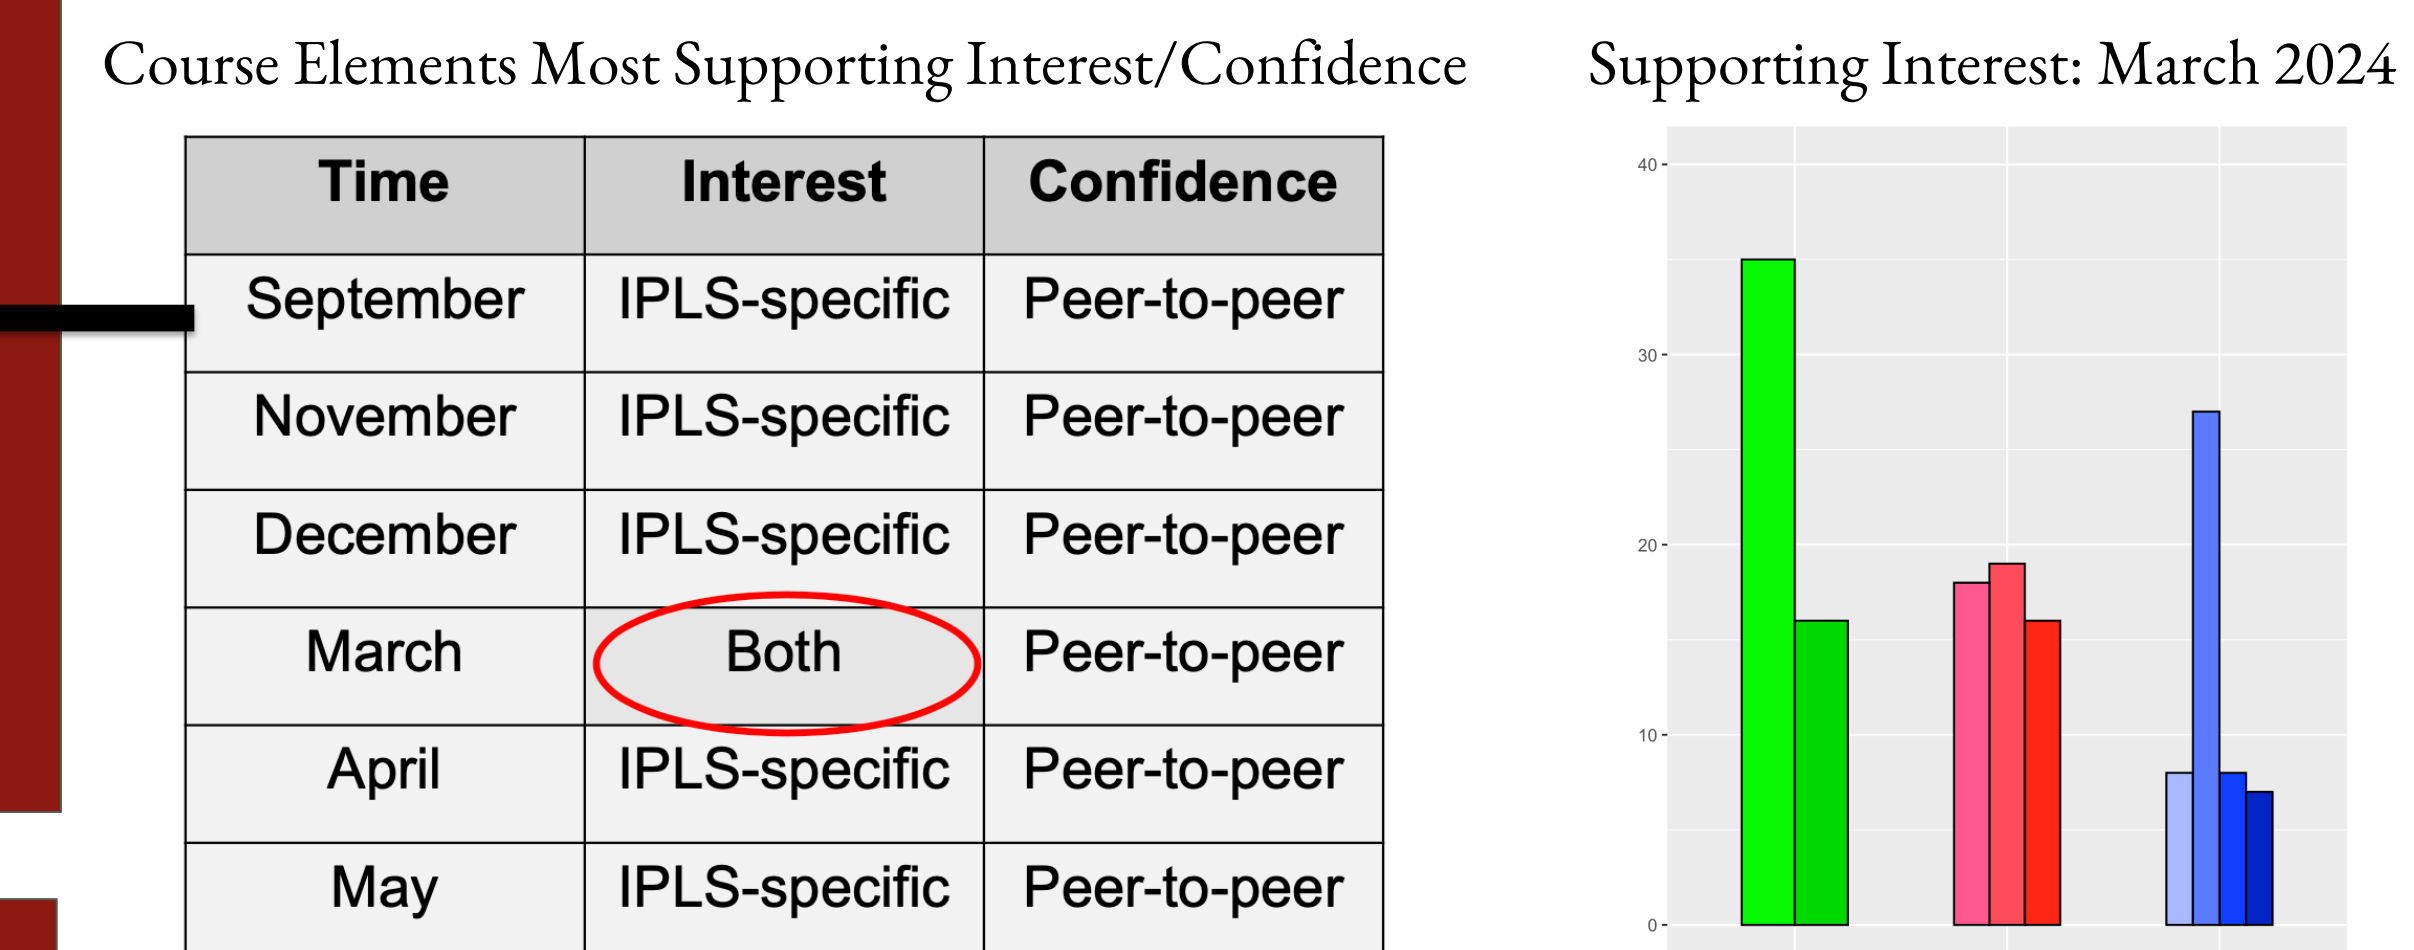 Course Elements Most Supporting Interest/Confidence
Time Interest Confidence
September IPLS-specific Peer-to-peer
November IPLS-specific Peer-to-peer
December IPLS-specific Peer-to-peer
March Both Peer-to-peer
April IPLS-specific Peer-to-peer
May IPLS-specific Peer-to-peer
Supporting Interest: March 2024
40
30
20
10
0